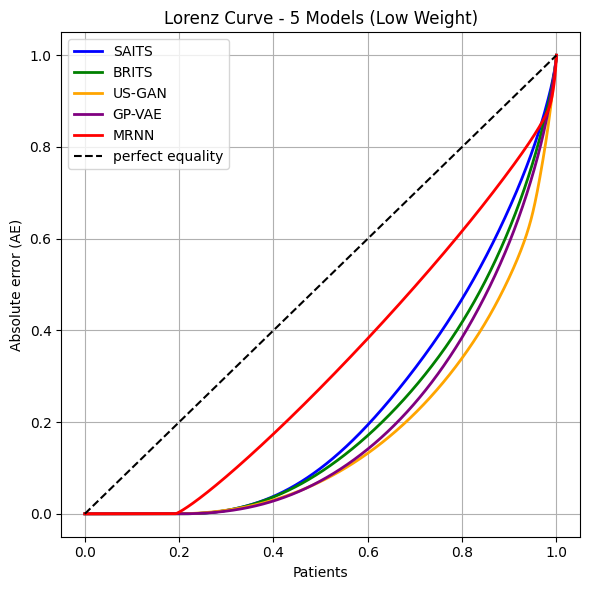 Lorenz Curve - 5 Models (Low Weight)
SAITS
BRITS
US-GAN
GP-VAE
MRNN
perfect equality
Absolute error (AE)
1.0
0.8
0.6
0.4
0.2
0.0
0.0 0.2 0.4 0.6 0.8 1.0
Patients